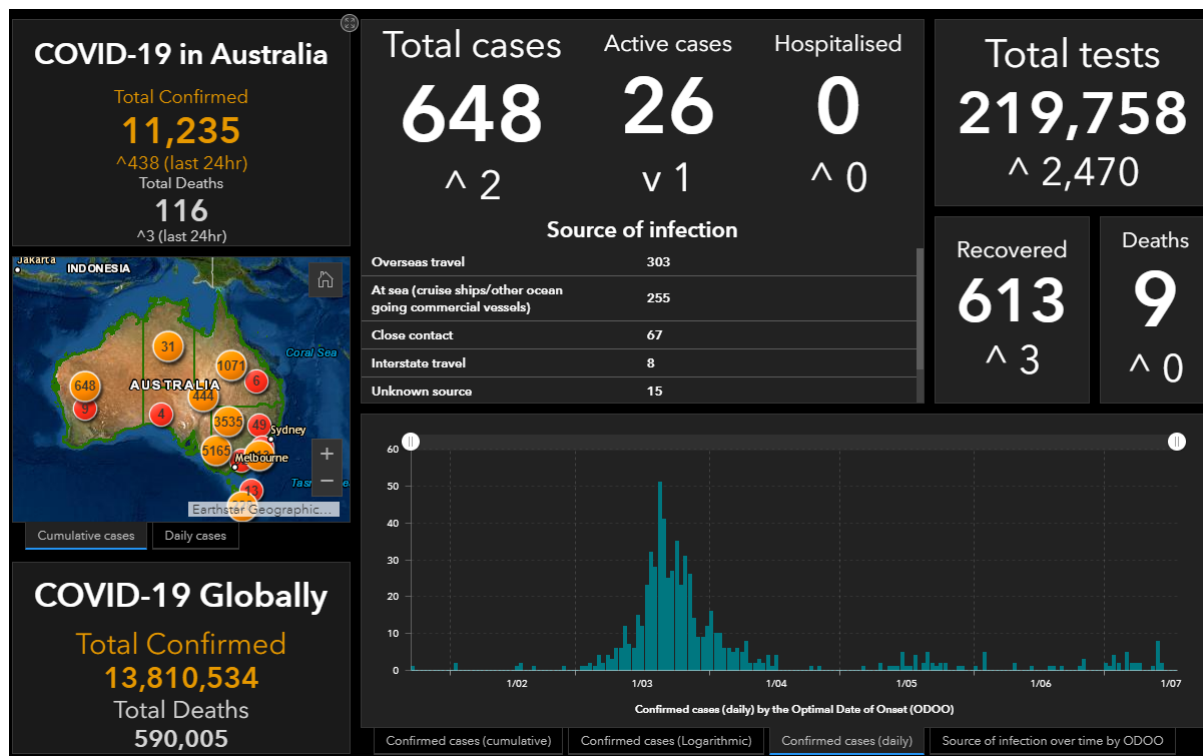 COVID-19 in Australia
Total Confirmed
11,235
^438 (last 24hr)
Total Deaths
116
^3 (last 24hr)
Total cases
648
^ 2
Active cases
26
v 1
Hospitalised
0
^ 0
Total tests
219,758
^ 2,470
Source of infection
Overseas travel 303
At sea (cruise ships/other ocean
going commercial vessels) 255
Close contact 67
Interstate travel 8
Unknown source 15
Recovered
613
^ 3
Deaths
9
^ 0
Jakarta
INDONESIA
31
Coral Sea
1071
648
AUSTRALIA
6
444
9
4
3535
49
Sydney
5165
Melbourne
13
+
−
Earthstar Geographic...
Cumulative cases
Daily cases
COVID-19 Globally
Total Confirmed
13,810,534
Total Deaths
590,005
60
50
40
30
20
10
0
1/02 1/03 1/04 1/05 1/06 1/07
Confirmed cases (daily) by the Optimal Date of Onset (ODOO)
Confirmed cases (cumulative)
Confirmed cases (Logarithmic)
Confirmed cases (daily)
Source of infection over time by ODOO